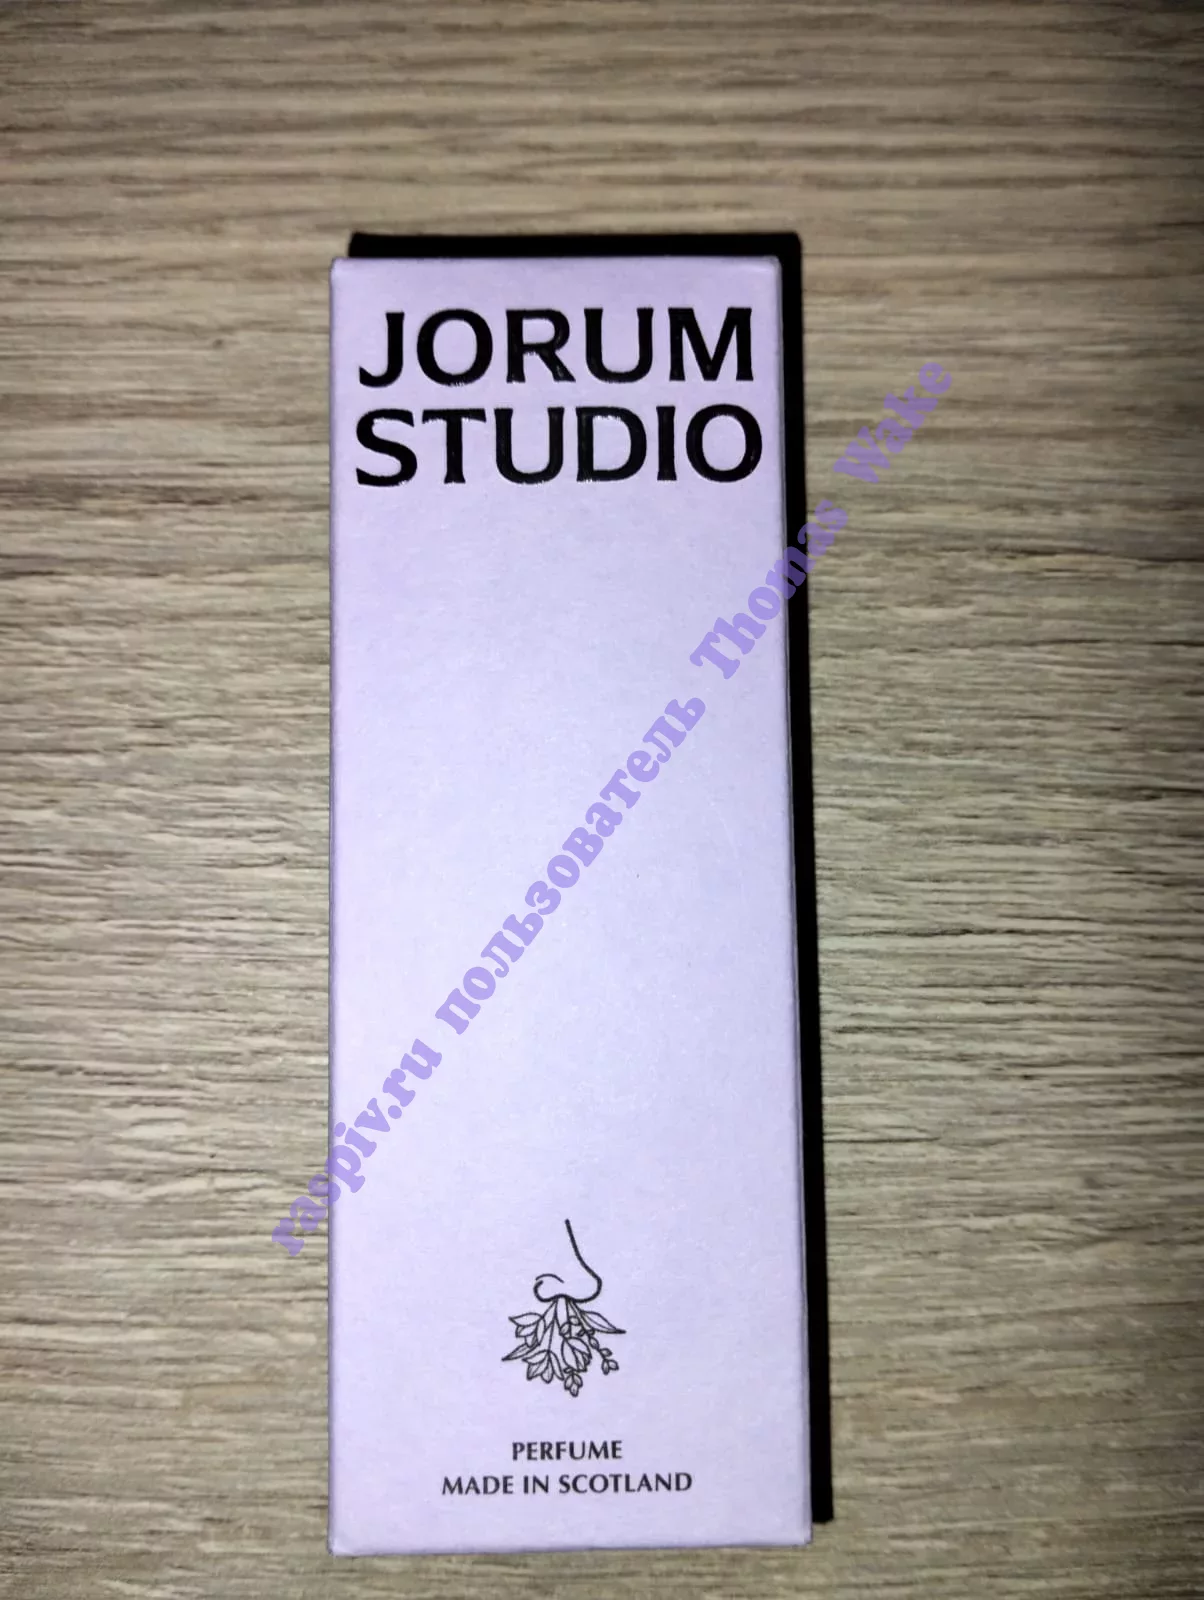 JORUM
STUDIO
raspiv.ru пользователь Thomas Wake
PERFUME
MADE IN SCOTLAND